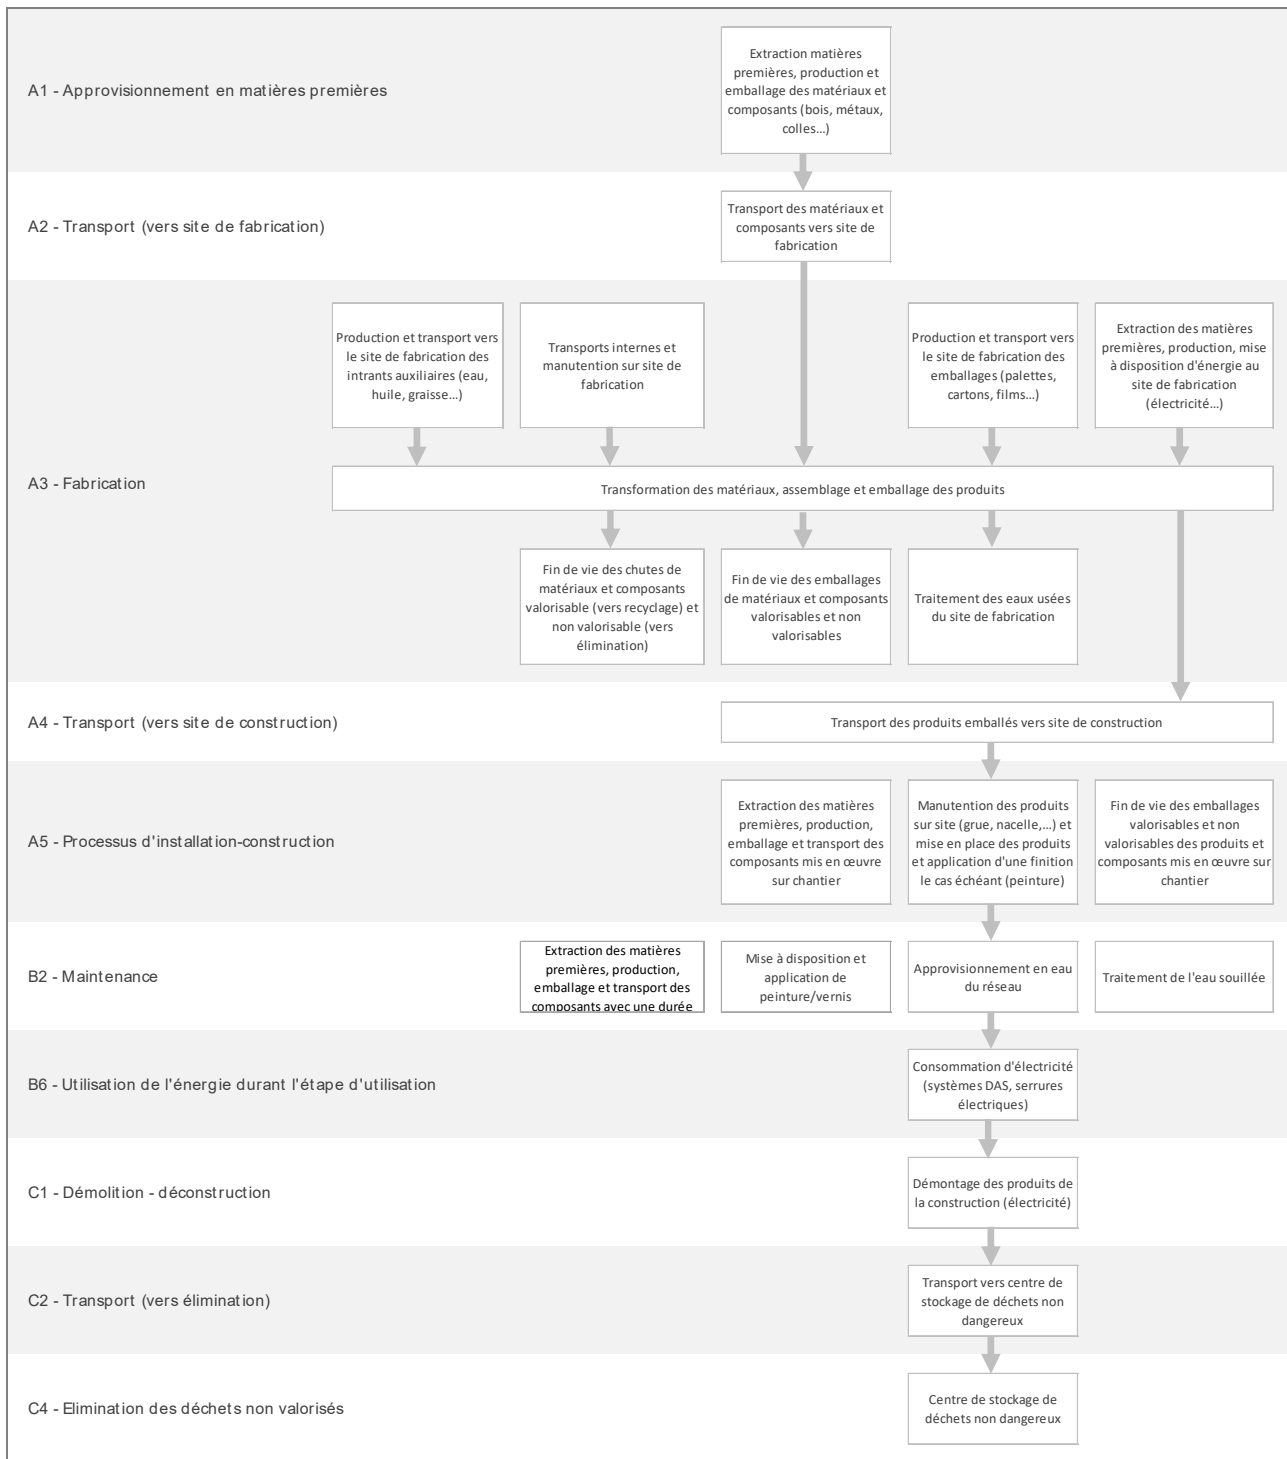 A1 - Approvisionnement en matières premières
Extraction matières
premières, production et
emballage des matériaux et
composants (bois, métaux,
colles…)
A2 - Transport (vers site de fabrication)
Transport des matériaux et
composants vers site de
fabrication
Production et transport vers
le site de fabrication des
intrants auxiliaires (eau,
huile, graisse…)
Transports internes et
manutention sur site de
fabrication
Production et transport vers
le site de fabrication des
emballages (palettes,
cartons, films…)
Extraction des matières
premières, production, mise
à disposition d'énergie au
site de fabrication
(électricité…)
A3 - Fabrication
Transformation des matériaux, assemblage et emballage des produits
Fin de vie des chutes de
matériaux et composants
valorisable (vers recyclage) et
non valorisable (vers
élimination)
Fin de vie des emballages
de matériaux et composants
valorisables et non
valorisables
Traitement des eaux usées
du site de fabrication
A4 - Transport (vers site de construction)
Transport des produits emballés vers site de construction
A5 - Processus d'installation-construction
Extraction des matières
premières, production,
emballage et transport des
composants mis en œuvre
sur chantier
Manutention des produits
sur site (grue, nacelle,…) et
mise en place des produits
et application d'une finition
le cas échéant (peinture)
Fin de vie des emballages
valorisables et non
valorisables des produits et
composants mis en œuvre sur
chantier
B2 - Maintenance
Extraction des matières
premières, production,
emballage et transport des
composants avec une durée
Mise à disposition et
application de
peinture/vernis
Approvisionnement en eau
du réseau
Traitement de l'eau souillée
B6 - Utilisation de l'énergie durant l'étape d'utilisation
Consommation d'électricité
(systèmes DAS, serrures
électriques)
C1 - Démolition - déconstruction
Démontage des produits de
la construction (électricité)
C2 - Transport (vers élimination)
Transport vers centre de
stockage de déchets non
dangereux
C4 - Elimination des déchets non valorisés
Centre de stockage de
déchets non dangereux